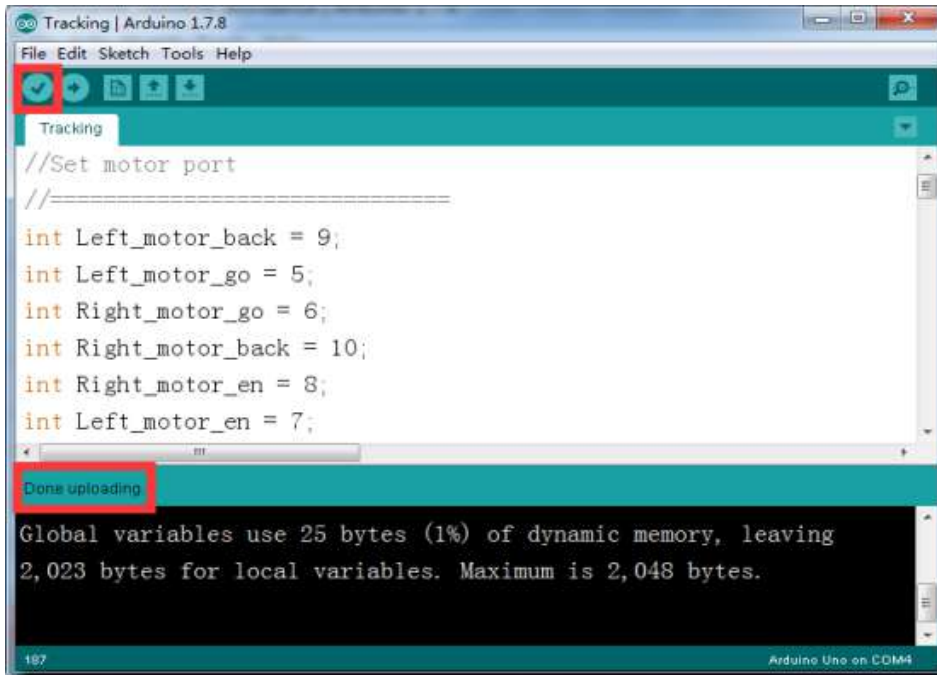 Tracking | Arduino 1.7.8
File Edit Sketch Tools Help
Tracking
//Set motor port
//==============================
int Left_motor_back = 9;
int Left_motor_go = 5;
int Right_motor_go = 6;
int Right_motor_back = 10;
int Right_motor_en = 8;
int Left_motor_en = 7;
Done uploading.
Global variables use 25 bytes (1%) of dynamic memory, leaving
2,023 bytes for local variables. Maximum is 2,048 bytes.
187
Arduino Uno on COM4